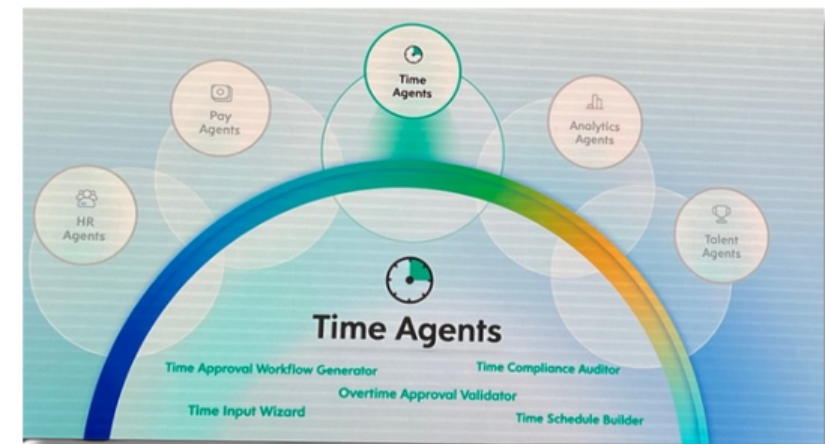 Time
Agents
Pay
Agents
Analytics
Agents
HR
Agents
Talent
Agents
Time Agents
Time Approval Workflow Generator
Time Compliance Auditor
Overtime Approval Validator
Time Input Wizard
Time Schedule Builder